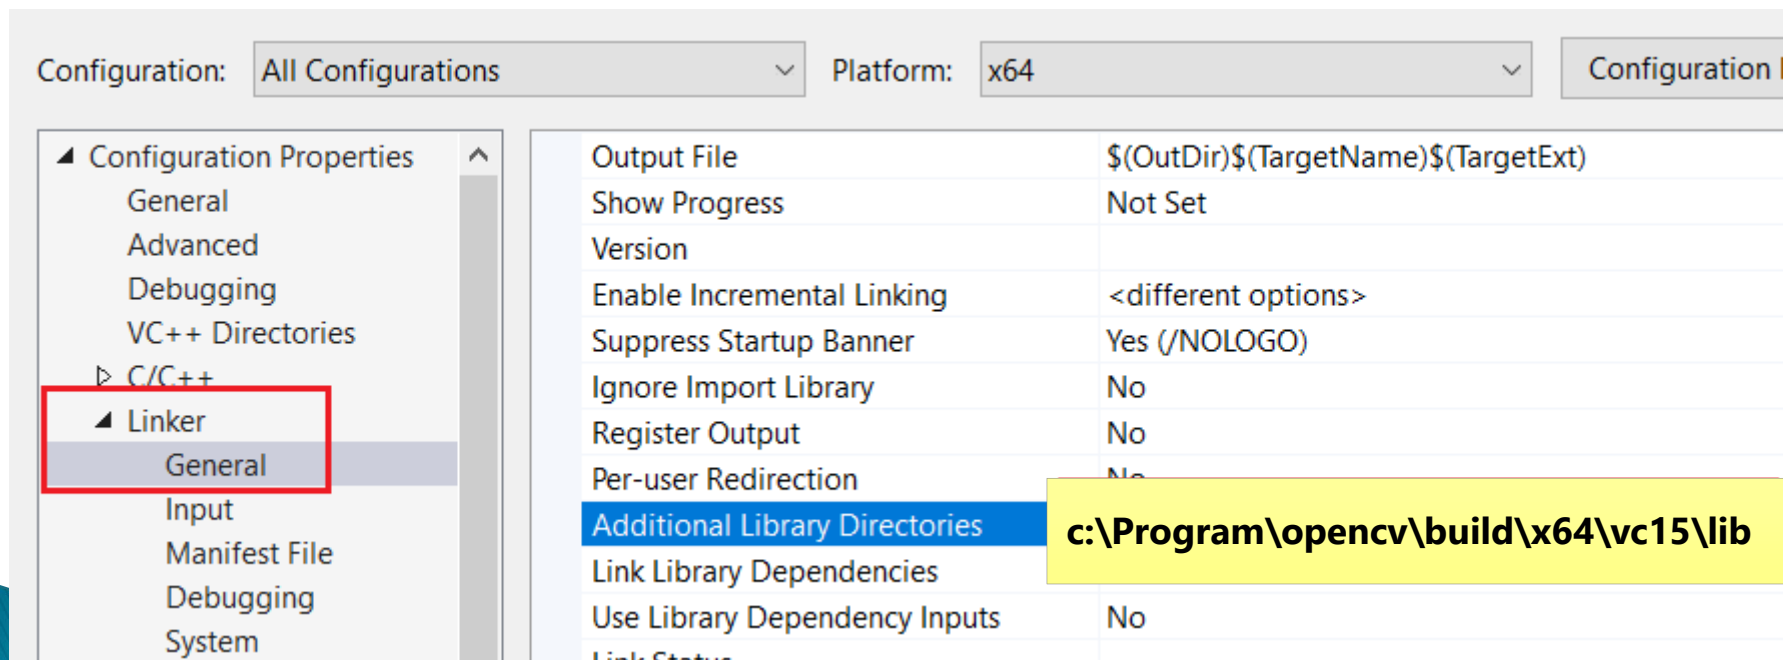 Configuration: All Configurations Platform: x64 Configuration
Configuration Properties
General
Advanced
Debugging
VC++ Directories
C/C++
Linker
General
Input
Manifest File
Debugging
System
Output File $(OutDir)$(TargetName)$(TargetExt)
Show Progress Not Set
Version
Enable Incremental Linking <different options>
Suppress Startup Banner Yes (/NOLOGO)
Ignore Import Library No
Register Output No
Per-user Redirection No
Additional Library Directories c:\Program\opencv\build\x64\vc15\lib
Link Library Dependencies
Use Library Dependency Inputs No
Link Status